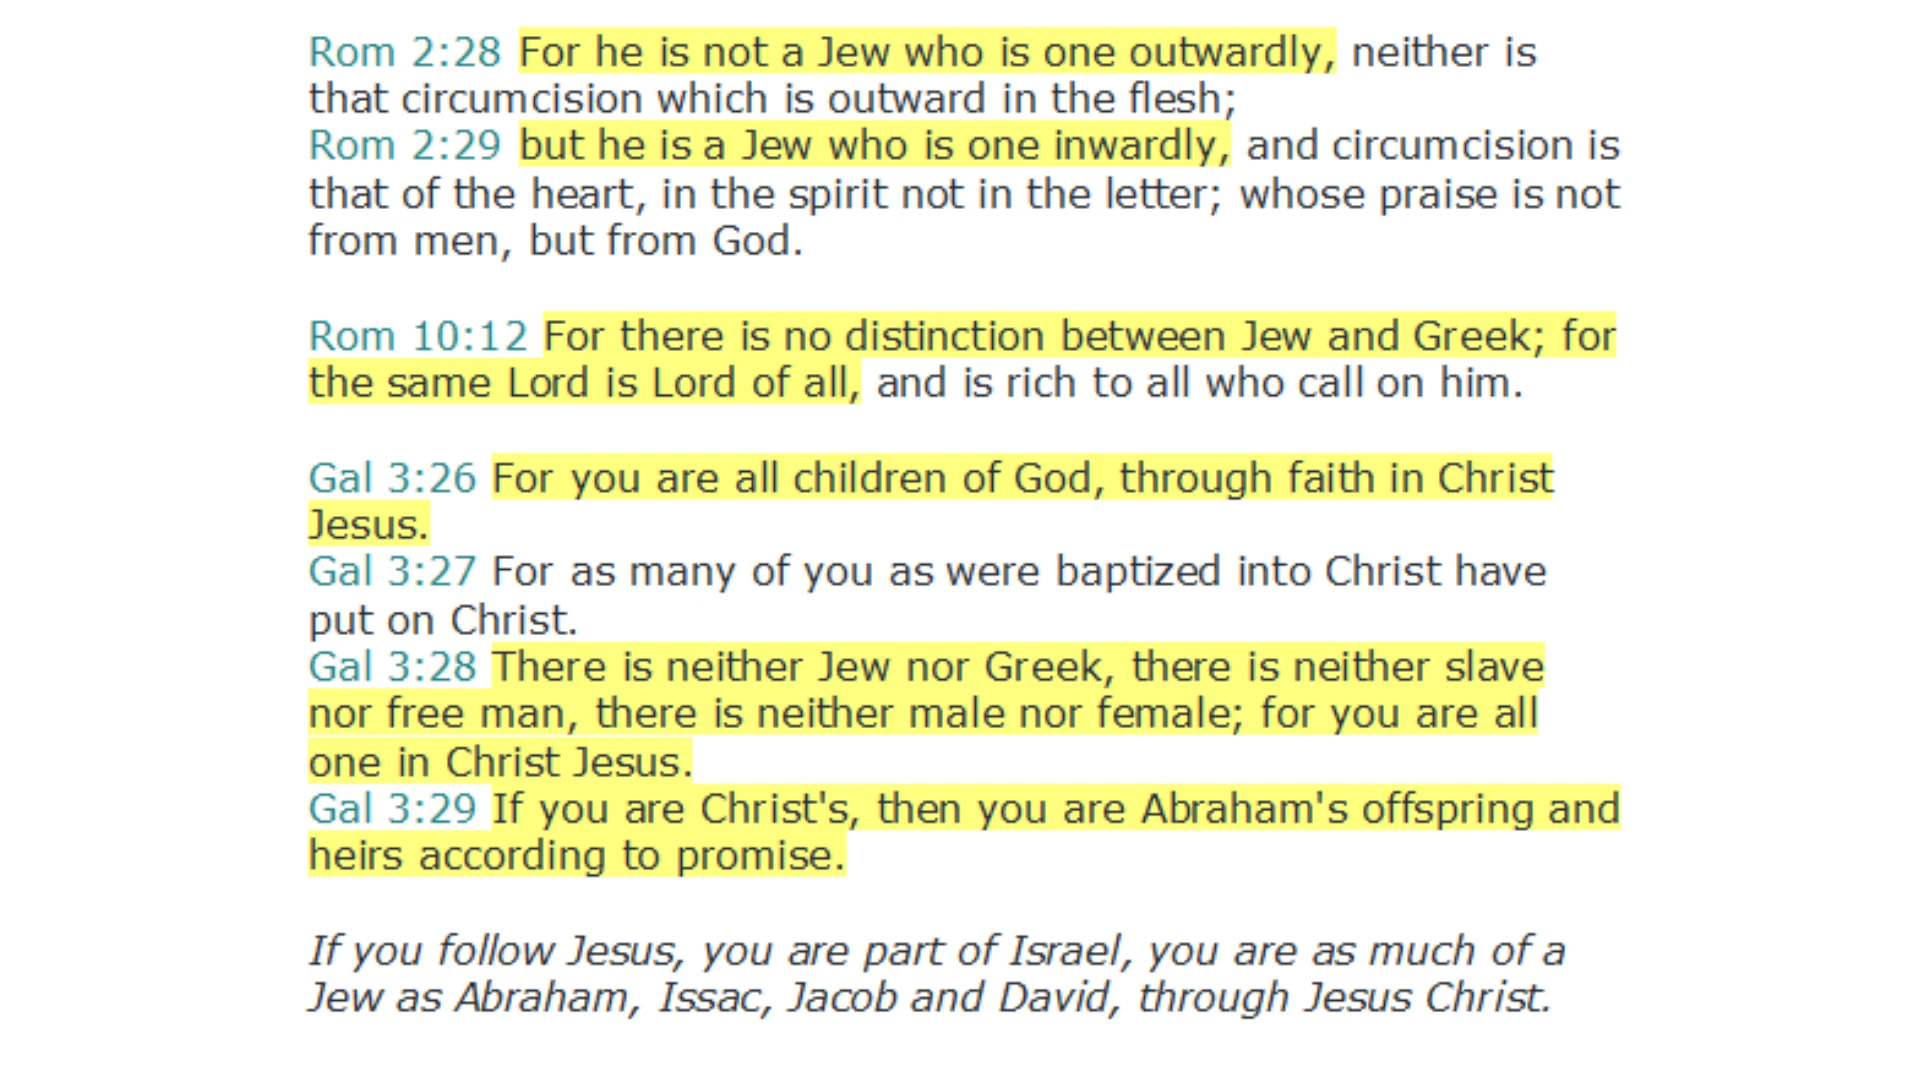 Rom 2:28 For he is not a Jew who is one outwardly, neither is
that circumcision which is outward in the flesh;
Rom 2:29 but he is a Jew who is one inwardly, and circumcision is
that of the heart, in the spirit not in the letter; whose praise is not
from men, but from God.
Rom 10:12 For there is no distinction between Jew and Greek; for
the same Lord is Lord of all, and is rich to all who call on him.
Gal 3:26 For you are all children of God, through faith in Christ
Jesus.
Gal 3:27 For as many of you as were baptized into Christ have
put on Christ.
Gal 3:28 There is neither Jew nor Greek, there is neither slave
nor free man, there is neither male nor female; for you are all
one in Christ Jesus.
Gal 3:29 If you are Christ's, then you are Abraham's offspring and
heirs according to promise.
If you follow Jesus, you are part of Israel, you are as much of a
Jew as Abraham, Issac, Jacob and David, through Jesus Christ.